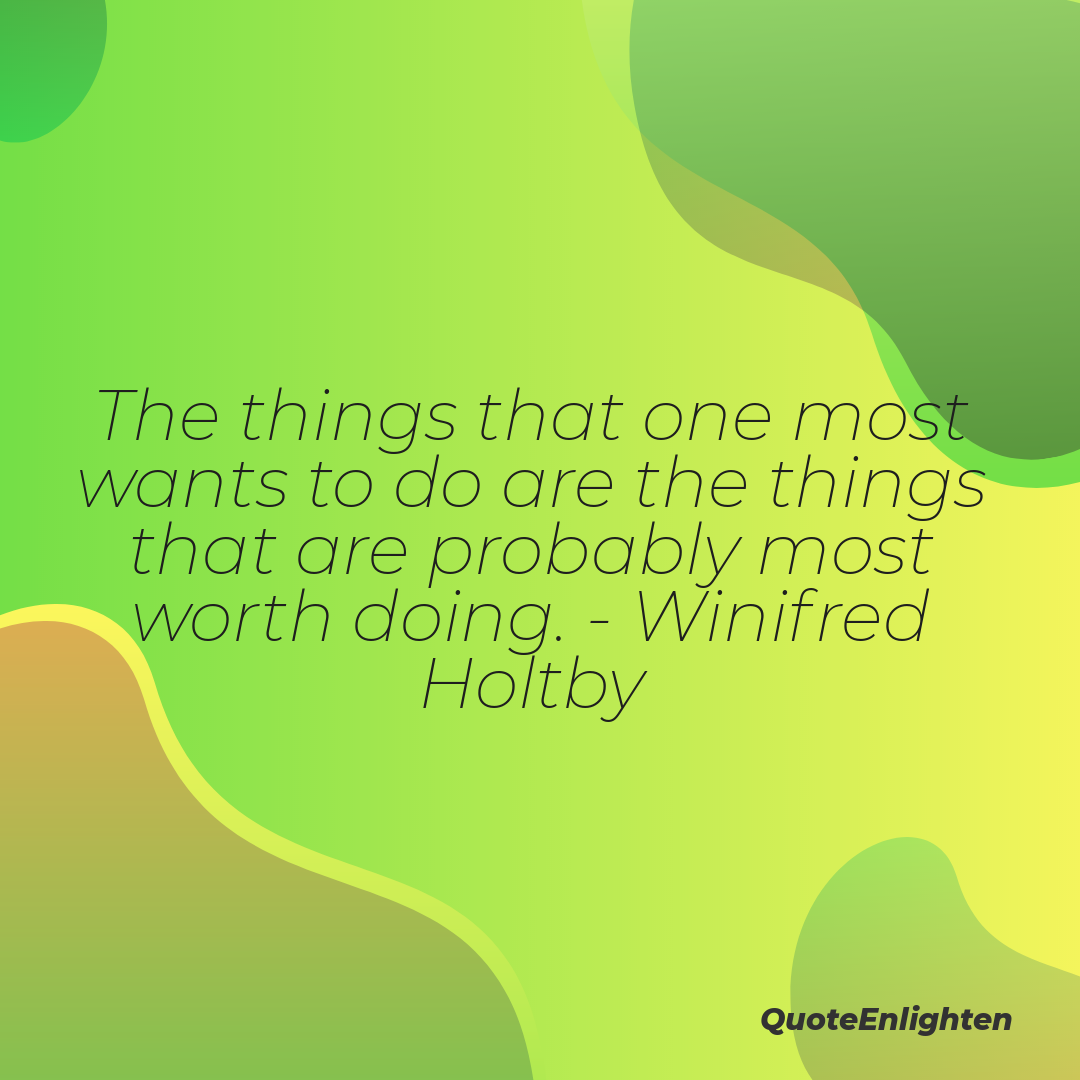 The things that one most
wants to do are the things
that are probably most
worth doing. - Winifred
Holtby
QuoteEnlighten